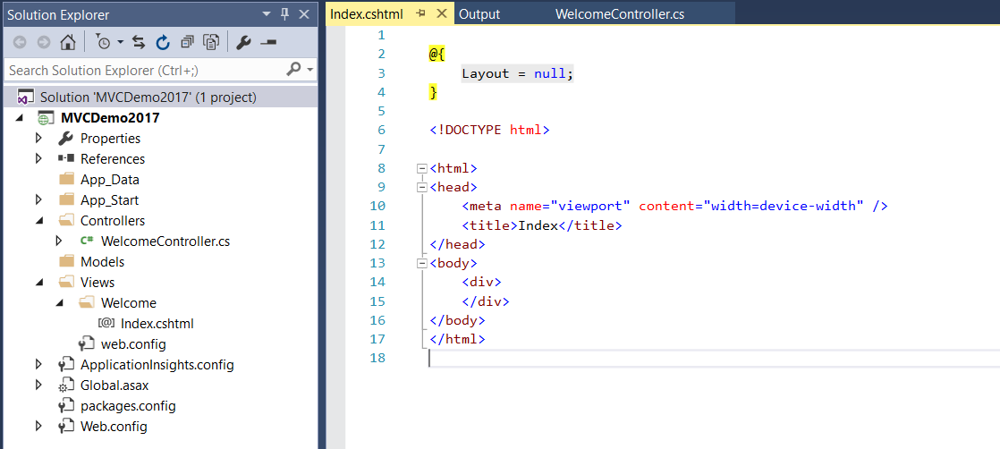 Solution Explorer
Search Solution Explorer (Ctrl+;)
Solution 'MVCDemo2017' (1 project)
MVCDemo2017
Properties
References
App_Data
App_Start
Controllers
C# WelcomeController.cs
Models
Views
Welcome
[@] Index.cshtml
web.config
ApplicationInsights.config
Global.asax
packages.config
Web.config
Index.cshtml Output WelcomeController.cs
1
2 @{
3 Layout = null;
4 }
5
6 <!DOCTYPE html>
7
8 <html>
9 <head>
10 <meta name="viewport" content="width=device-width" />
11 <title>Index</title>
12 </head>
13 <body>
14 <div>
15 </div>
16 </body>
17 </html>
18